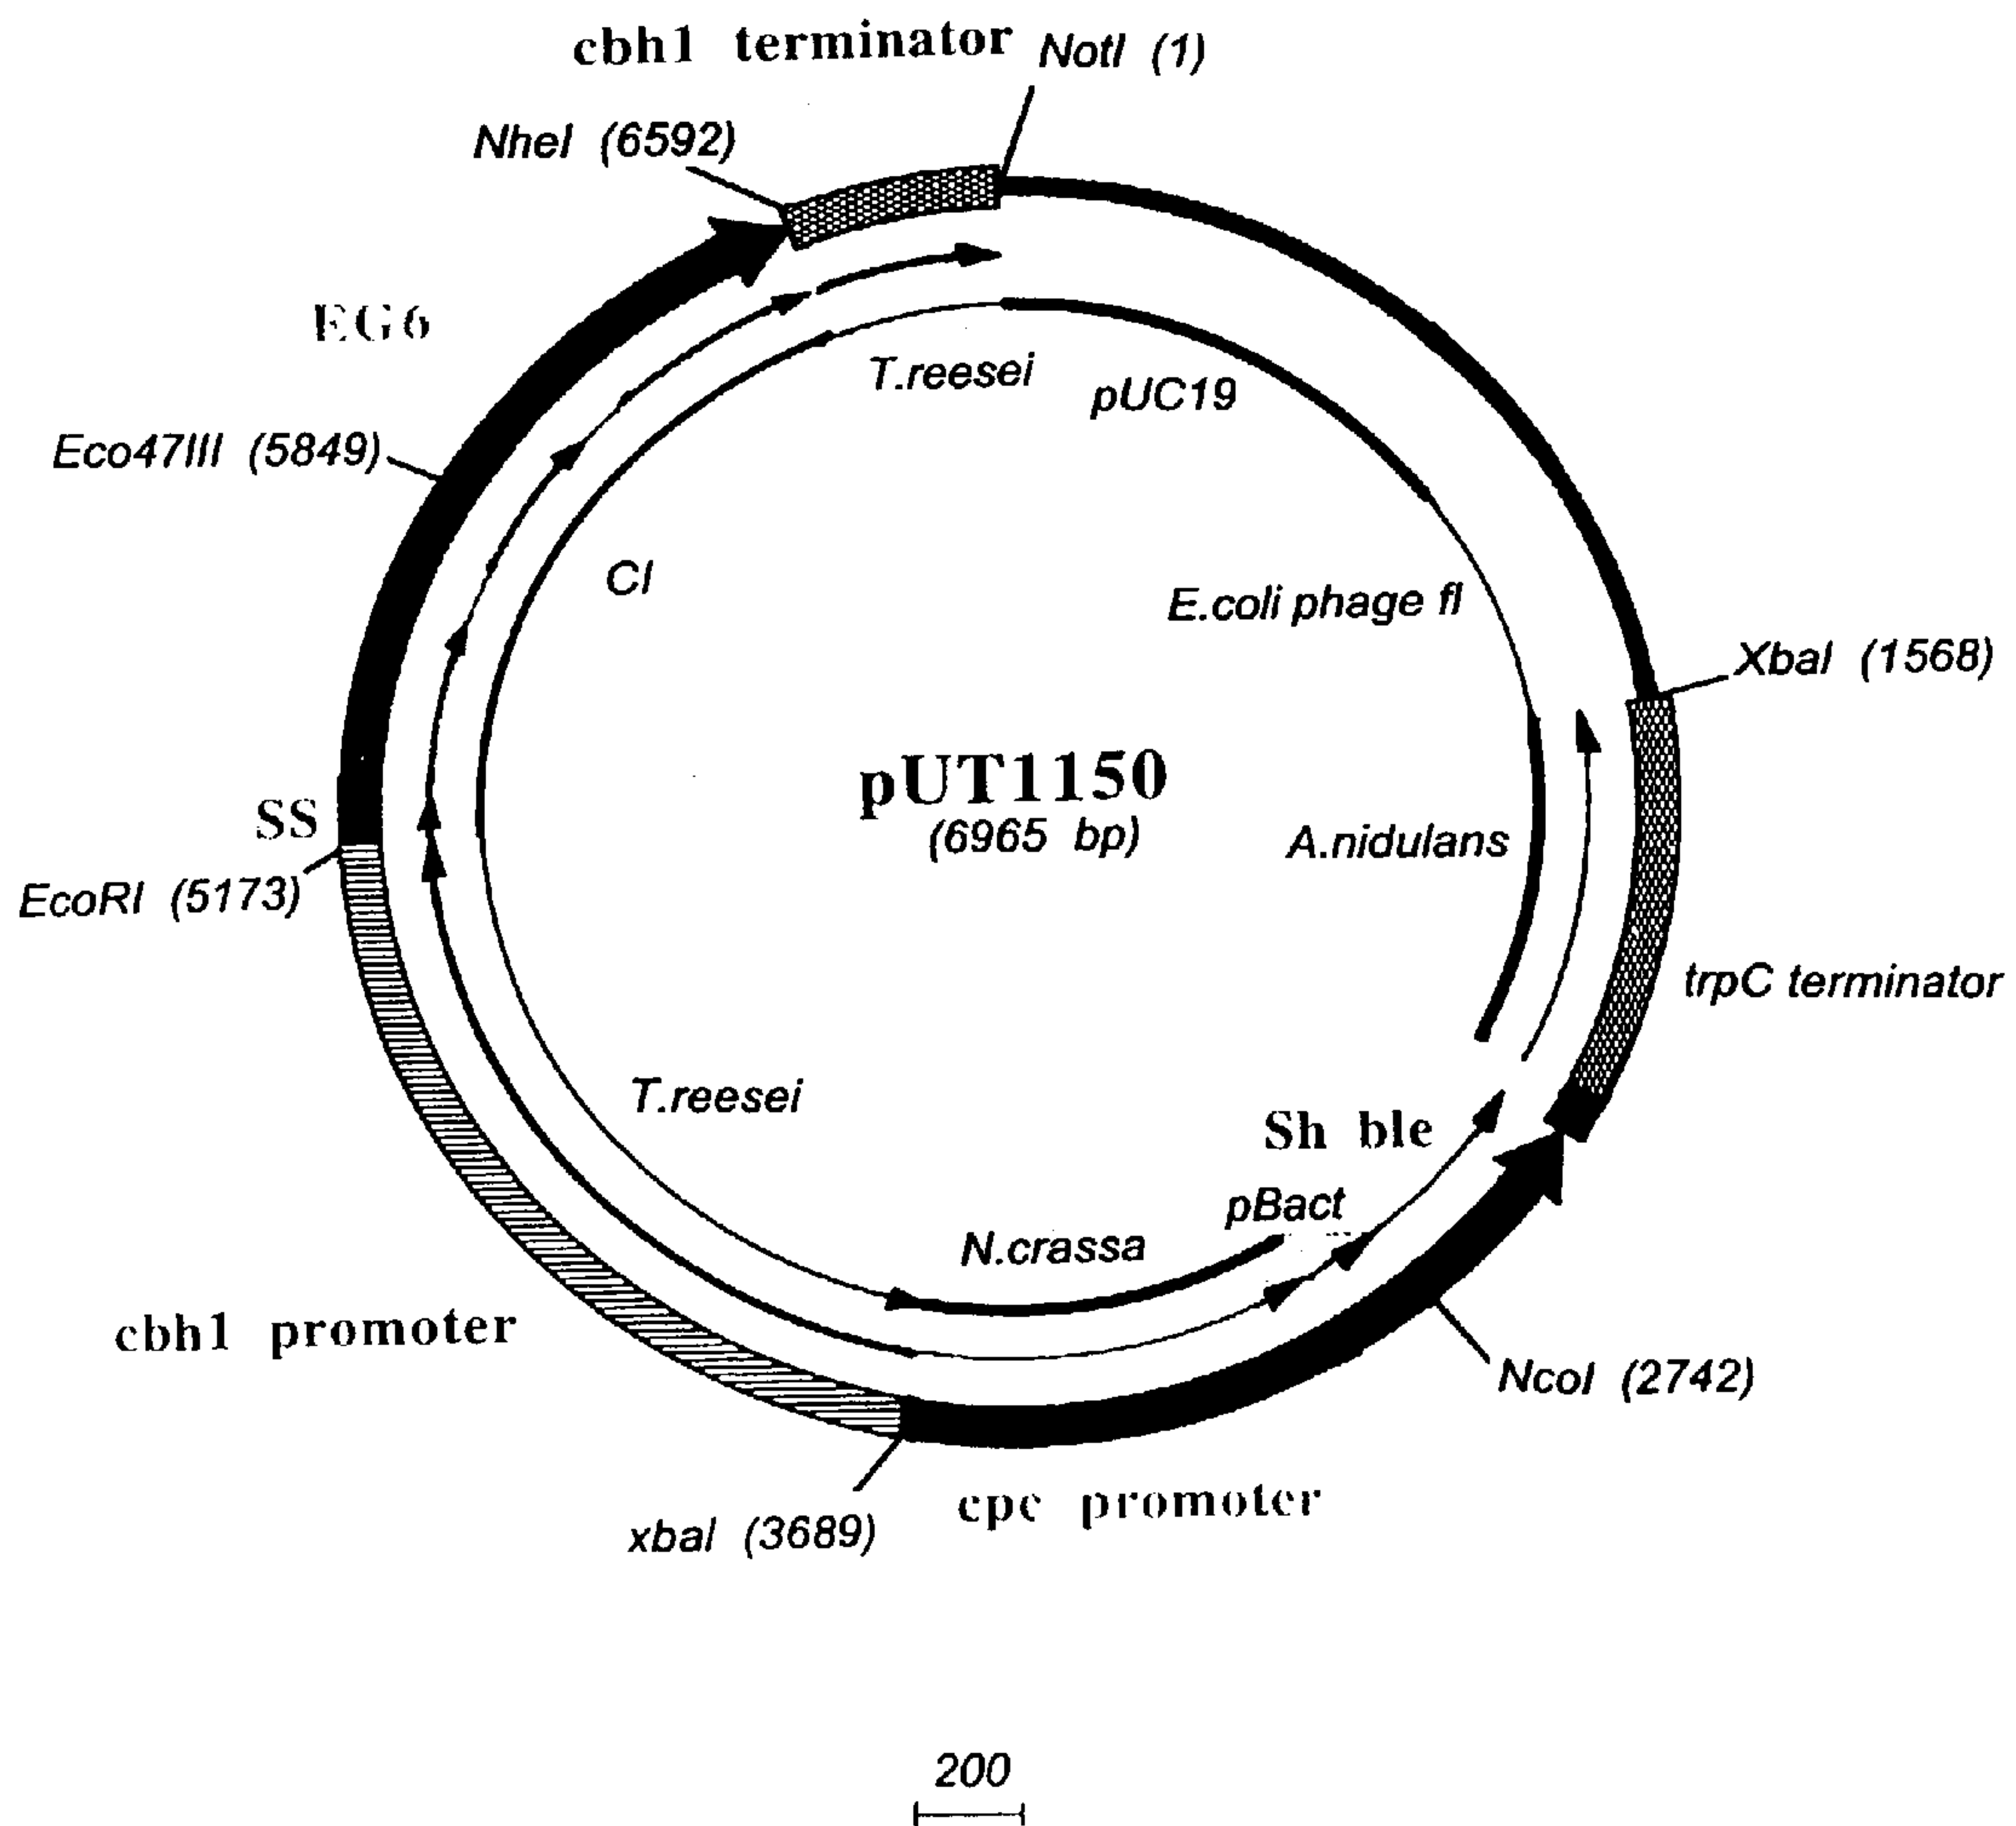 cbh1 terminator
NotI (1)
NheI (6592)
EG6
T.reesei
pUC19
Eco47III (5849)
CI
E.coli phage fI
XbaI (1568)
pUT1150
(6965 bp)
SS
A.nidulans
EcoRI (5173)
trpC terminator
T.reesei
Sh ble
pBact
N.crassa
cbh1 promoter
NcoI (2742)
cpc promoter
xbaI (3689)
200